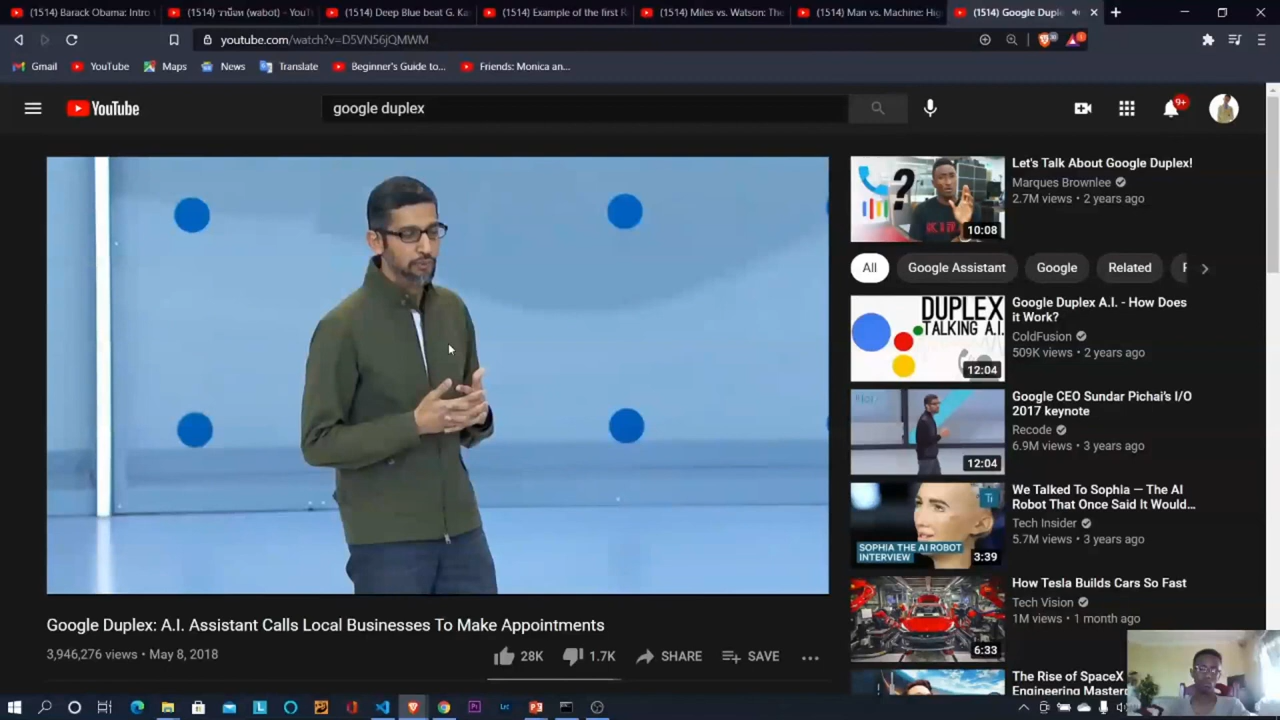 (1514) Barack Obama: Intro
(1514) Deep Blue beat G. Ka
(1514) Example of the first R
(1514) Miles vs. Watson: The
(1514) Man vs. Machine: Hig
(1514) Google Duple
youtube.com/watch?v=D5VN56jQMWM
Gmail YouTube Maps News Translate Beginner's Guide to... Friends: Monica an...
YouTube
google duplex
9+
Let's Talk About Google Duplex!
Marques Brownlee
2.7M views • 2 years ago
10:08
All Google Assistant Google Related
DUPLEX
TALKING A.I.
12:04
Google Duplex A.I. - How Does
it Work?
ColdFusion
509K views • 2 years ago
Google CEO Sundar Pichai's I/O
2017 keynote
Recode
6.9M views • 3 years ago
12:04
We Talked To Sophia — The AI
Robot That Once Said It Would...
Tech Insider
5.7M views • 3 years ago
SOPHIA THE AI ROBOT
INTERVIEW
3:39
How Tesla Builds Cars So Fast
Tech Vision
1M views • 1 month ago
6:33
The Rise of SpaceX
Engineering Masterp
Google Duplex: A.I. Assistant Calls Local Businesses To Make Appointments
3,946,276 views • May 8, 2018
28K 1.7K SHARE SAVE